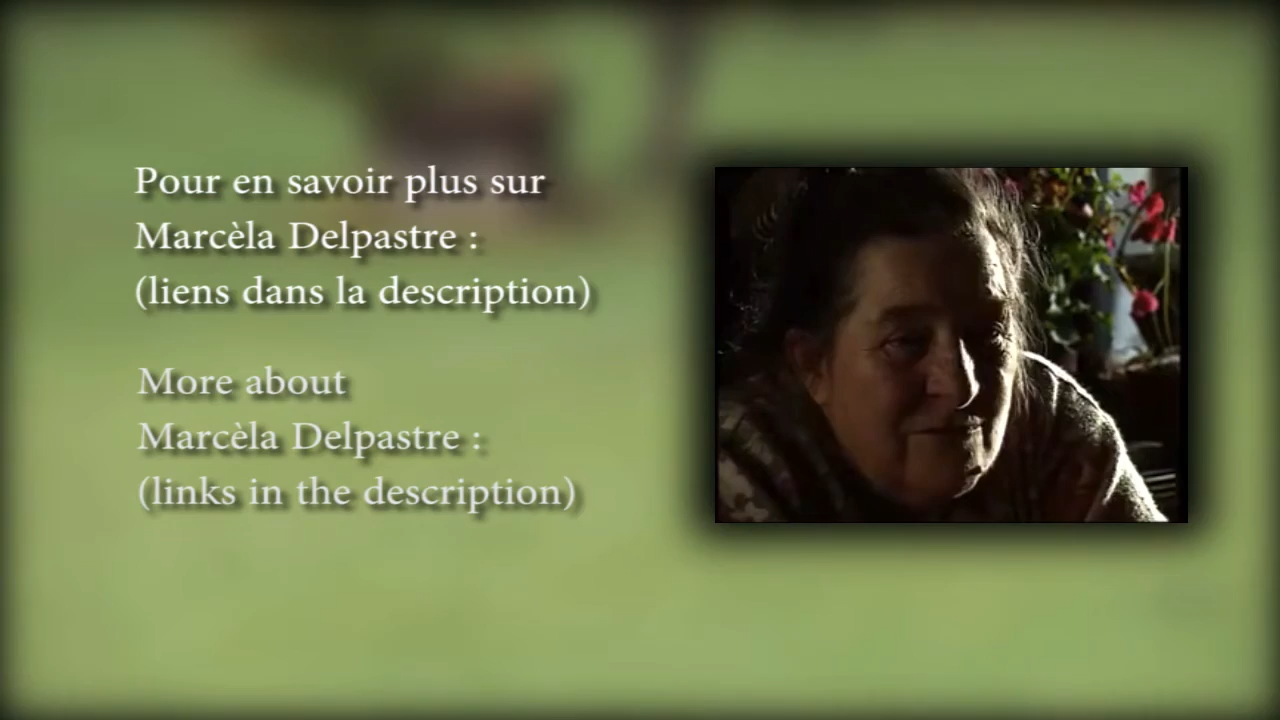 Pour en savoir plus sur
Marcèla Delpastre :
(liens dans la description)
More about
Marcèla Delpastre :
(links in the description)